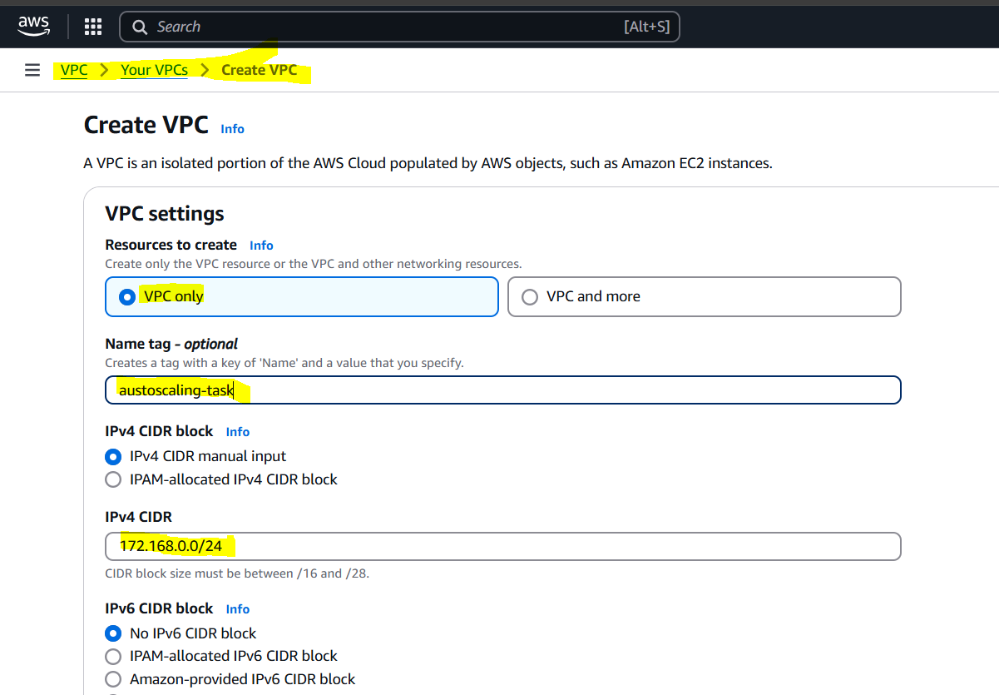 aws
Search [Alt+S]
VPC > Your VPCs > Create VPC
Create VPC Info
A VPC is an isolated portion of the AWS Cloud populated by AWS objects, such as Amazon EC2 instances.
VPC settings
Resources to create Info
Create only the VPC resource or the VPC and other networking resources.
VPC only VPC and more
Name tag - optional
Creates a tag with a key of 'Name' and a value that you specify.
austoscaling-task
IPv4 CIDR block Info
IPv4 CIDR manual input
IPAM-allocated IPv4 CIDR block
IPv4 CIDR
172.168.0.0/24
CIDR block size must be between /16 and /28.
IPv6 CIDR block Info
No IPv6 CIDR block
IPAM-allocated IPv6 CIDR block
Amazon-provided IPv6 CIDR block